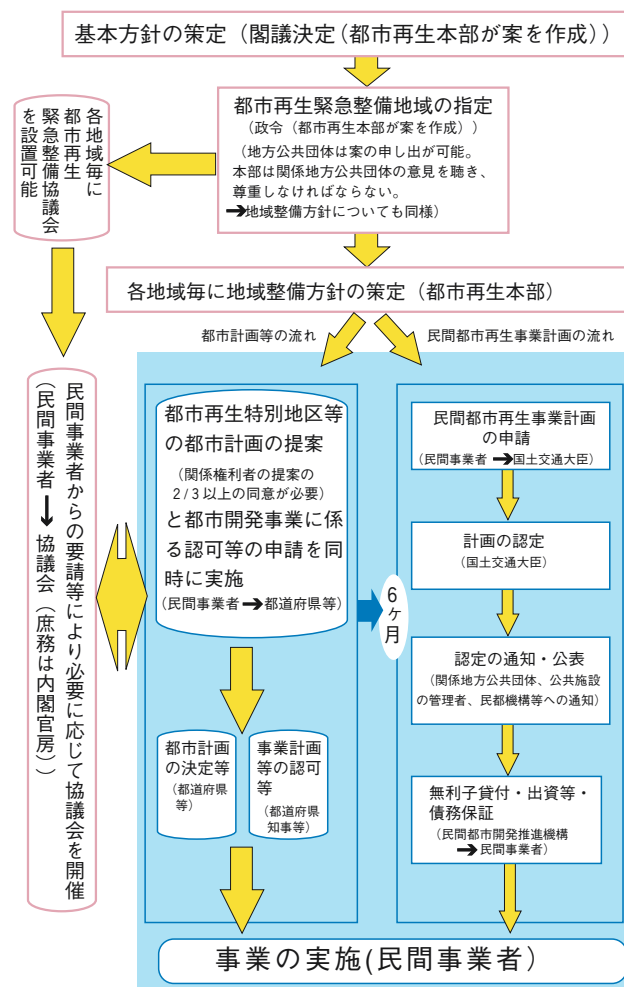 基本方針の策定（閣議決定（都市再生本部が案を作成））
都市再生緊急整備地域の指定
（政令（都市再生本部が案を作成））
（地方公共団体は案の申し出が可能。
本部は関係地方公共団体の意見を聴き、
尊重しなければならない。
➔地域整備方針についても同様）
各地域毎に
都市再生
緊急整備協議会
を設置可能
各地域毎に地域整備方針の策定（都市再生本部）
都市計画等の流れ
民間都市再生事業計画の流れ
民間事業者からの要請等により必要に応じて協議会を開催
（民間事業者➔協議会（庶務は内閣官房））
都市再生特別地区等
の都市計画の提案
（関係権利者の提案の
2/3以上の同意が必要）
と都市開発事業に係
る認可等の申請を同
時に実施
（民間事業者➔都道府県等）
6ヶ月
都市計画
の決定等
（都道府県
等）
事業計画
等の認可
等
（都道府県
知事等）
民間都市再生事業計画
の申請
（民間事業者➔国土交通大臣）
計画の認定
（国土交通大臣）
認定の通知・公表
（関係地方公共団体、公共施設
の管理者、民都機構等への通知）
無利子貸付・出資等・
債務保証
（民間都市開発推進機構
➔民間事業者）
事業の実施(民間事業者）